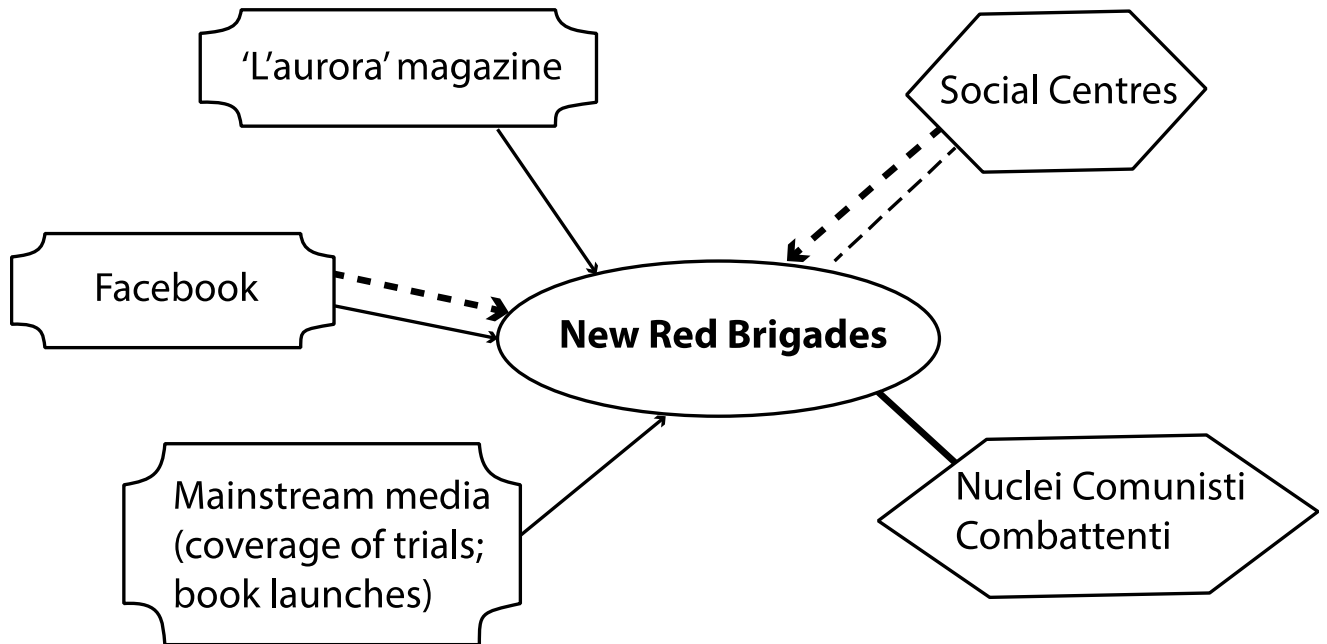 ‘L’aurora’ magazine
Social Centres
Facebook
New Red Brigades
Mainstream media
(coverage of trials;
book launches)
Nuclei Comunisti
Combattenti